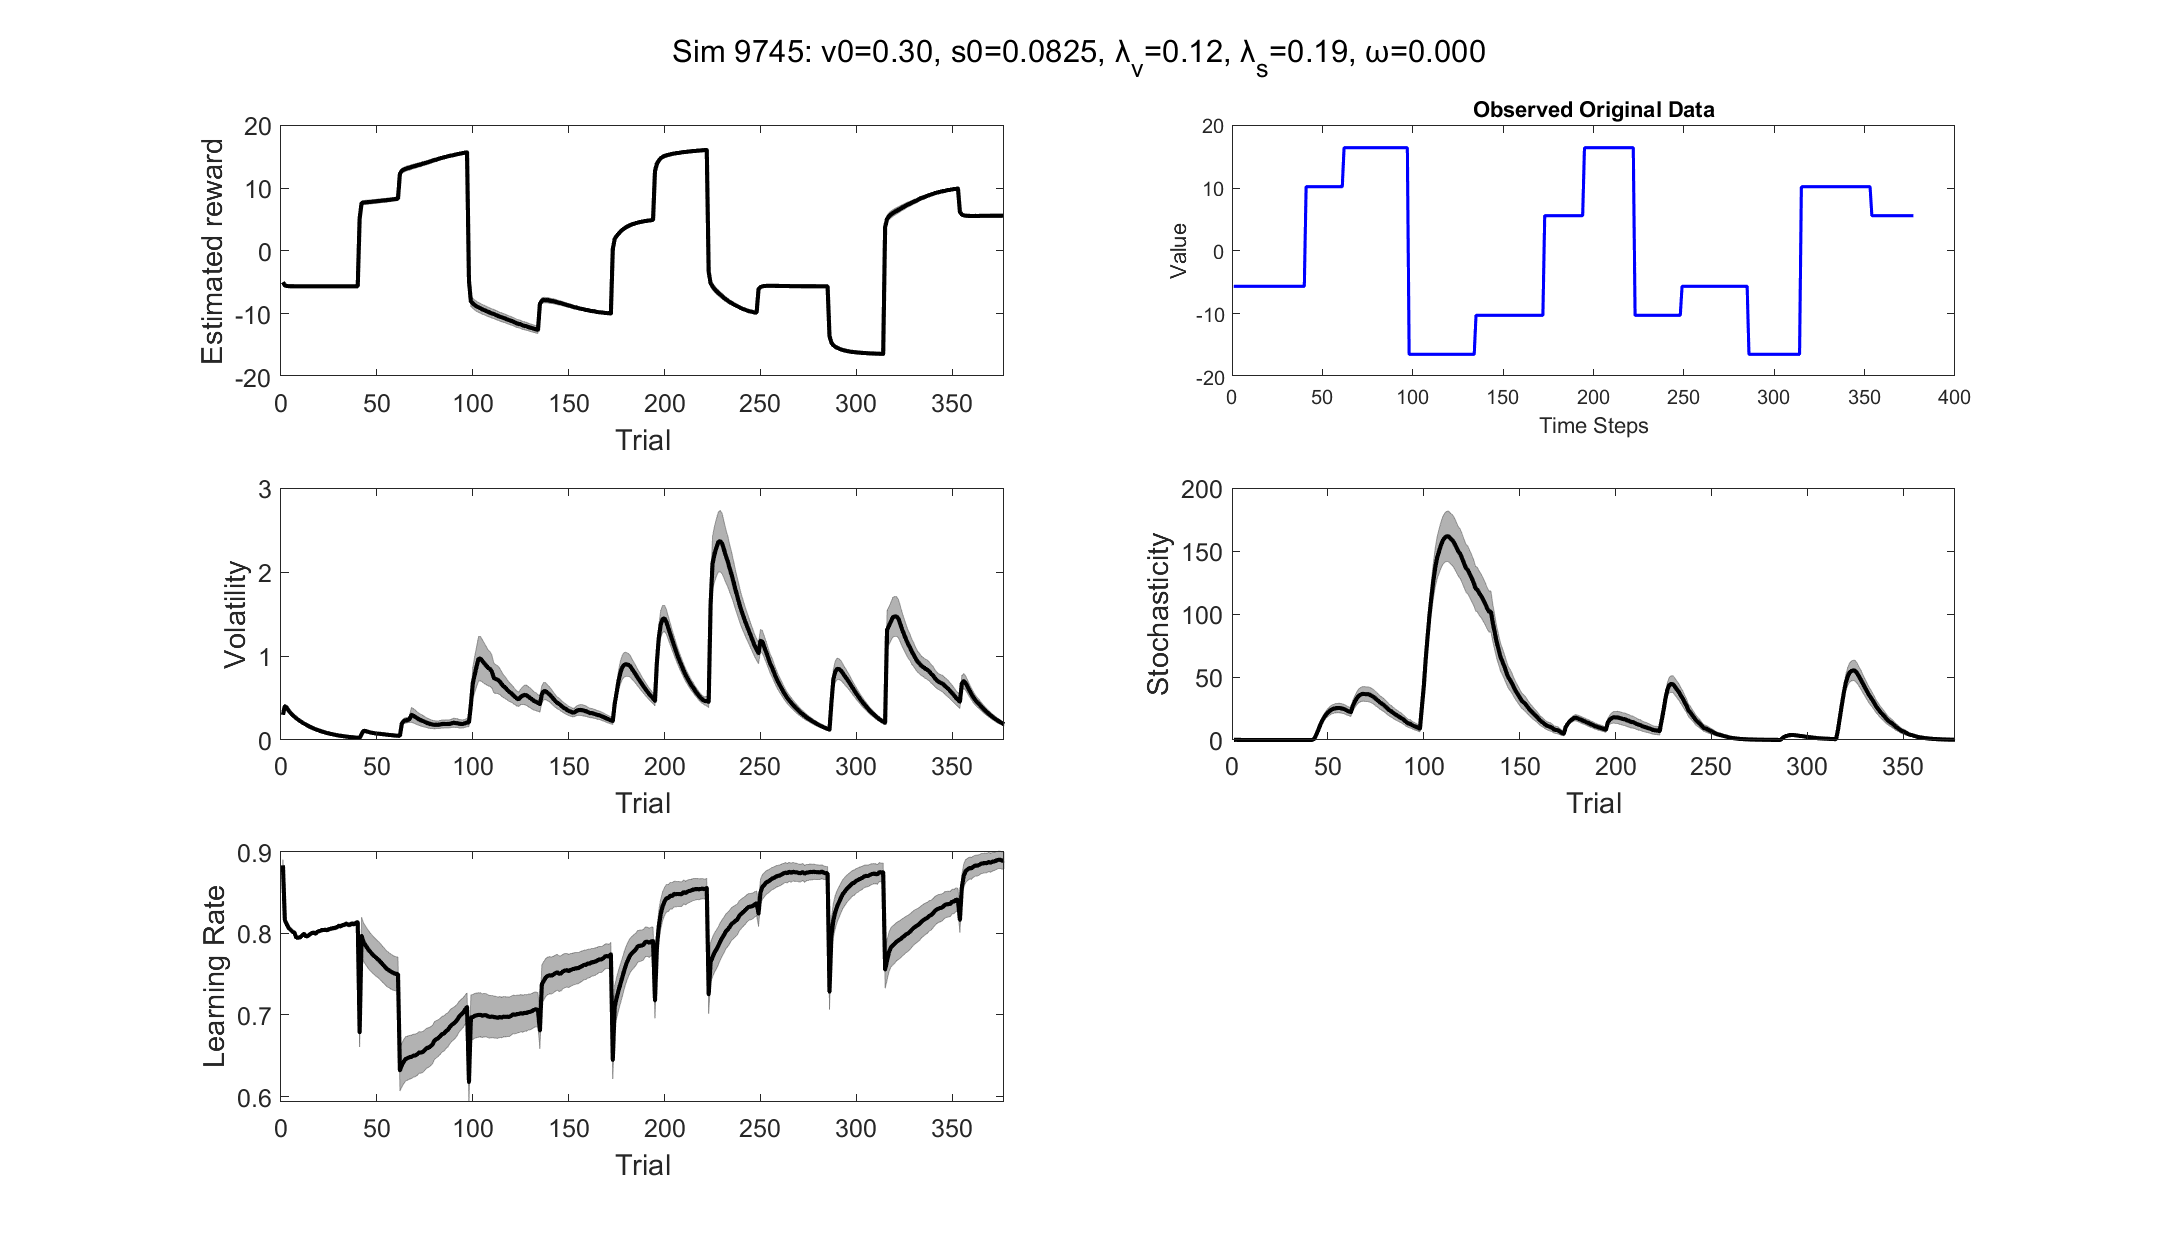 Sim 9745: v0=0.30, s0=0.0825, λv=0.12, λs=0.19, ω=0.000
20
10
0
-10
-20
Estimated reward
0 50 100 150 200 250 300 350
Trial
Observed Original Data
20
10
0
-10
-20
Value
0 50 100 150 200 250 300 350 400
Time Steps
3
2
1
0
Volatility
0 50 100 150 200 250 300 350
Trial
200
150
100
50
0
Stochasticity
0 50 100 150 200 250 300 350
Trial
0.9
0.8
0.7
0.6
Learning Rate
0 50 100 150 200 250 300 350
Trial